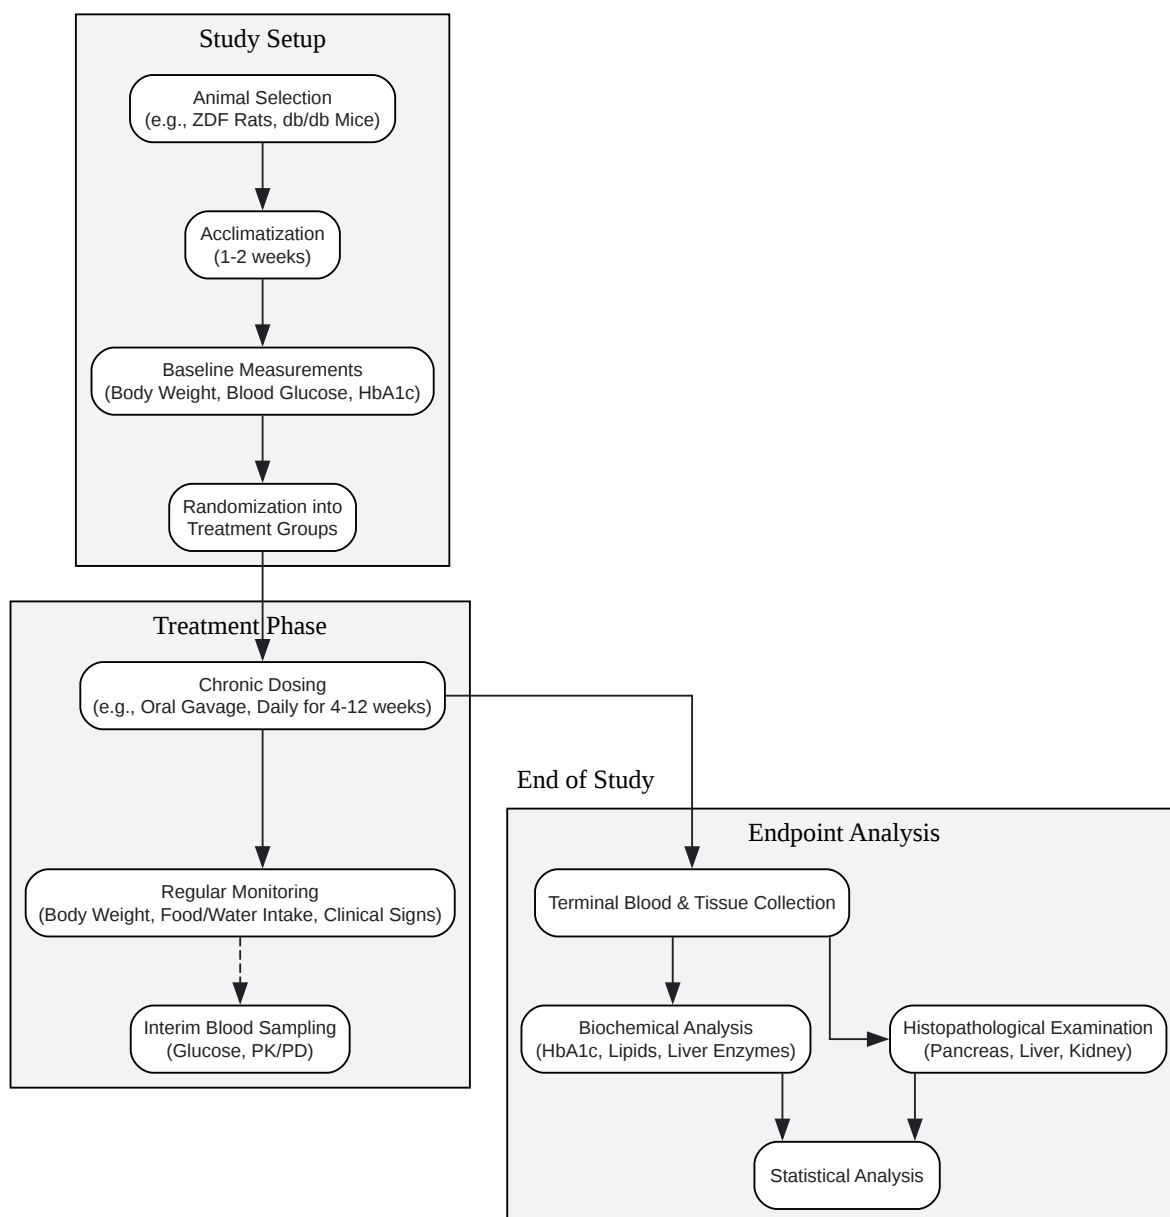 Study Setup
Animal Selection
(e.g., ZDF Rats, db/db Mice)
Acclimatization
(1-2 weeks)
Baseline Measurements
(Body Weight, Blood Glucose, HbA1c)
Randomization into
Treatment Groups
Treatment Phase
Chronic Dosing
(e.g., Oral Gavage, Daily for 4-12 weeks)
Regular Monitoring
(Body Weight, Food/Water Intake, Clinical Signs)
Interim Blood Sampling
(Glucose, PK/PD)
End of Study
Endpoint Analysis
Terminal Blood & Tissue Collection
Biochemical Analysis
(HbA1c, Lipids, Liver Enzymes)
Histopathological Examination
(Pancreas, Liver, Kidney)
Statistical Analysis